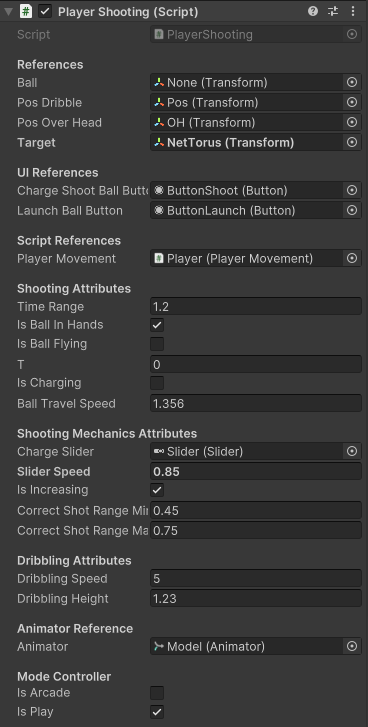 Player Shooting (Script)
Script PlayerShooting
References
Ball None (Transform)
Pos Dribble Pos (Transform)
Pos Over Head OH (Transform)
Target NetTorus (Transform)
UI References
Charge Shoot Ball Butt ButtonShoot (Button)
Launch Ball Button ButtonLaunch (Button)
Script References
Player Movement Player (Player Movement)
Shooting Attributes
Time Range 1.2
Is Ball In Hands
Is Ball Flying
T 0
Is Charging
Ball Travel Speed 1.356
Shooting Mechanics Attributes
Charge Slider Slider (Slider)
Slider Speed 0.85
Is Increasing
Correct Shot Range Min 0.45
Correct Shot Range Ma 0.75
Dribbling Attributes
Dribbling Speed 5
Dribbling Height 1.23
Animator Reference
Animator Model (Animator)
Mode Controller
Is Arcade
Is Play